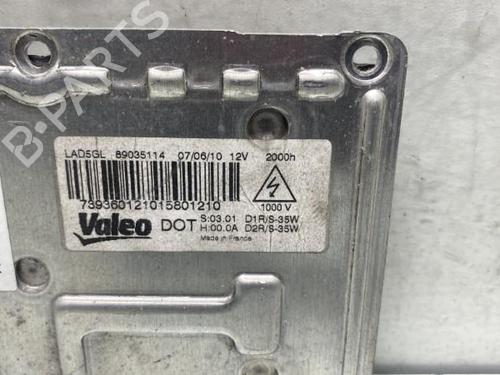 B-PARTS
LAD5GL 89035114 07/06/10 12V 2000h
739360121015801210
1000 V
Valeo DOT S:03.01 D1R/S-35W
H:00.0A D2R/S-35W
Made in France